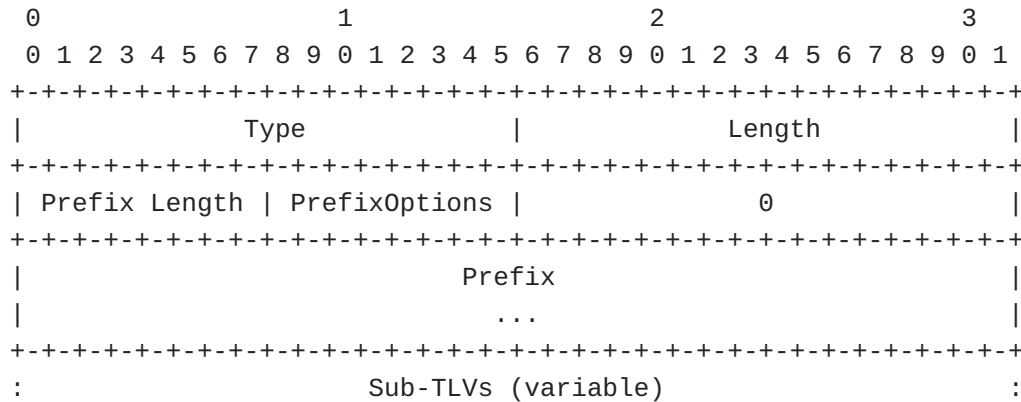 0                   1                   2                   3
 0 1 2 3 4 5 6 7 8 9 0 1 2 3 4 5 6 7 8 9 0 1 2 3 4 5 6 7 8 9 0 1
+-+-+-+-+-+-+-+-+-+-+-+-+-+-+-+-+-+-+-+-+-+-+-+-+-+-+-+-+-+-+-+-+
|              Type             |             Length            |
+-+-+-+-+-+-+-+-+-+-+-+-+-+-+-+-+-+-+-+-+-+-+-+-+-+-+-+-+-+-+-+-+
| Prefix Length | PrefixOptions |               0               |
+-+-+-+-+-+-+-+-+-+-+-+-+-+-+-+-+-+-+-+-+-+-+-+-+-+-+-+-+-+-+-+-+
|                            Prefix                             |
|                              ...                              |
+-+-+-+-+-+-+-+-+-+-+-+-+-+-+-+-+-+-+-+-+-+-+-+-+-+-+-+-+-+-+-+-+
:                      Sub-TLVs (variable)                      :